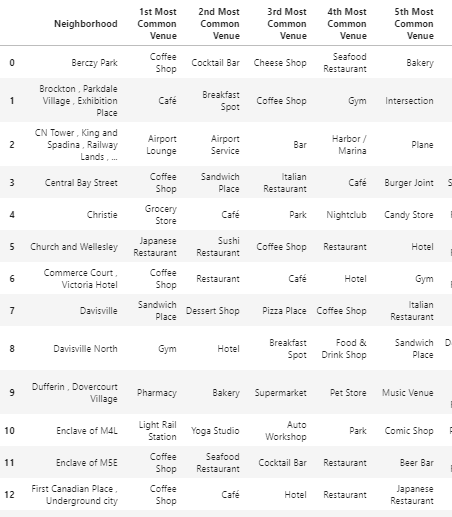 Neighborhood 1st Most Common Venue 2nd Most Common Venue 3rd Most Common Venue 4th Most Common Venue 5th Most Common Venue
0 Berczy Park Coffee Shop Cocktail Bar Cheese Shop Seafood Restaurant Bakery
1 Brockton , Parkdale Village , Exhibition Place Café Breakfast Spot Coffee Shop Gym Intersection
2 CN Tower , King and Spadina , Railway Lands , ... Airport Lounge Airport Service Bar Harbor / Marina Plane
3 Central Bay Street Coffee Shop Sandwich Place Italian Restaurant Café Burger Joint
4 Christie Grocery Store Café Park Nightclub Candy Store
5 Church and Wellesley Japanese Restaurant Sushi Restaurant Coffee Shop Restaurant Hotel
6 Commerce Court , Victoria Hotel Coffee Shop Restaurant Café Hotel Gym
7 Davisville Sandwich Place Dessert Shop Pizza Place Coffee Shop Italian Restaurant
8 Davisville North Gym Hotel Breakfast Spot Food & Drink Shop Sandwich Place
9 Dufferin , Dovercourt Village Pharmacy Bakery Supermarket Pet Store Music Venue
10 Enclave of M4L Light Rail Station Yoga Studio Auto Workshop Park Comic Shop
11 Enclave of M5E Coffee Shop Seafood Restaurant Cocktail Bar Restaurant Beer Bar
12 First Canadian Place , Underground city Coffee Shop Café Hotel Restaurant Japanese Restaurant